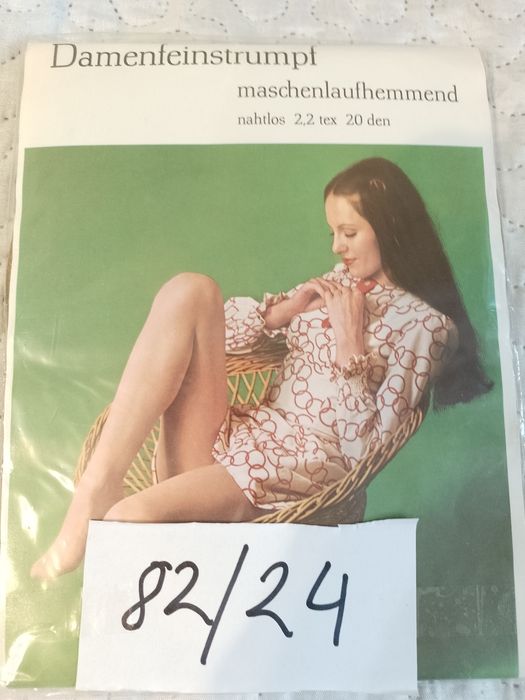 Damenfeinstrumpf
maschenlaufhemmend
nahtlos 2,2 tex 20 den
82/24